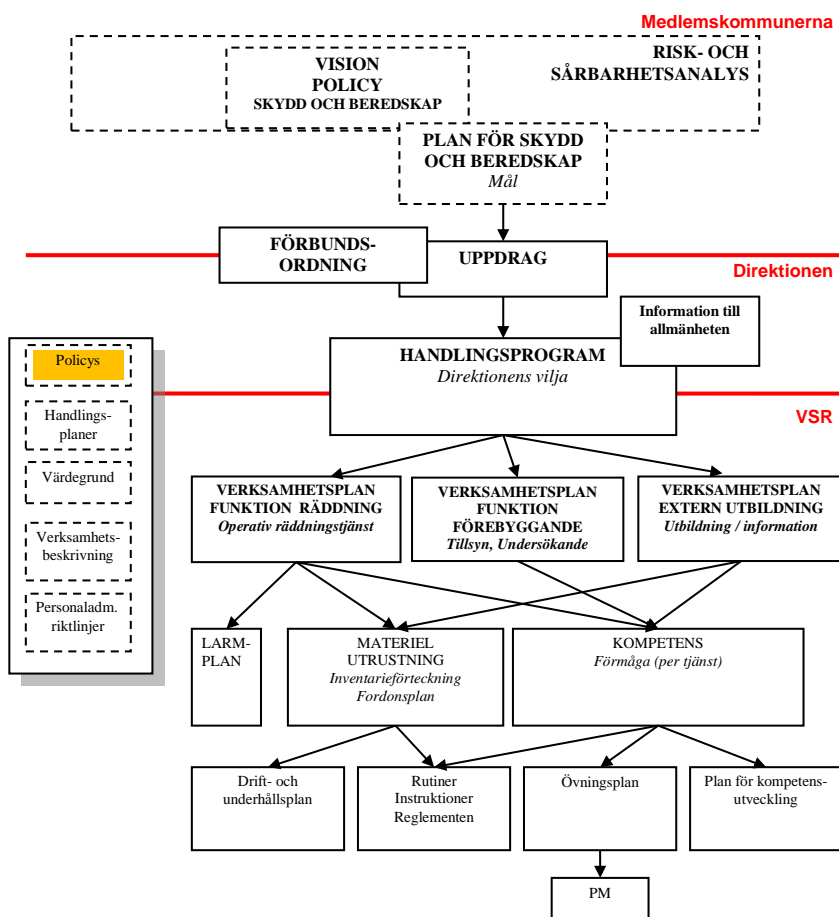 Medlemskommunerna
RISK- OCH
SÅRBARHETSANALYS
VISION
POLICY
SKYDD OCH BEREDSKAP
PLAN FÖR SKYDD
OCH BEREDSKAP
Mål
FÖRBUNDS-
ORDNING
UPPDRAG
Direktionen
Information till
allmänheten
HANDLINGSPROGRAM
Direktionens vilja
VSR
Policys
Handlings-
planer
Värdegrund
Verksamhets-
beskrivning
Personaladm.
riktlinjer
VERKSAMHETSPLAN
FUNKTION RÄDDNING
Operativ räddningstjänst
VERKSAMHETSPLAN
FUNKTION
FÖREBYGGANDE
Tillsyn, Undersökande
VERKSAMHETSPLAN
EXTERN UTBILDNING
Utbildning / information
LARM-
PLAN
MATERIEL
UTRUSTNING
Inventarieförteckning
Fordonsplan
KOMPETENS
Förmåga (per tjänst)
Drift- och
underhållsplan
Rutiner
Instruktioner
Reglementen
Övningsplan
Plan för kompetens-
utveckling
PM